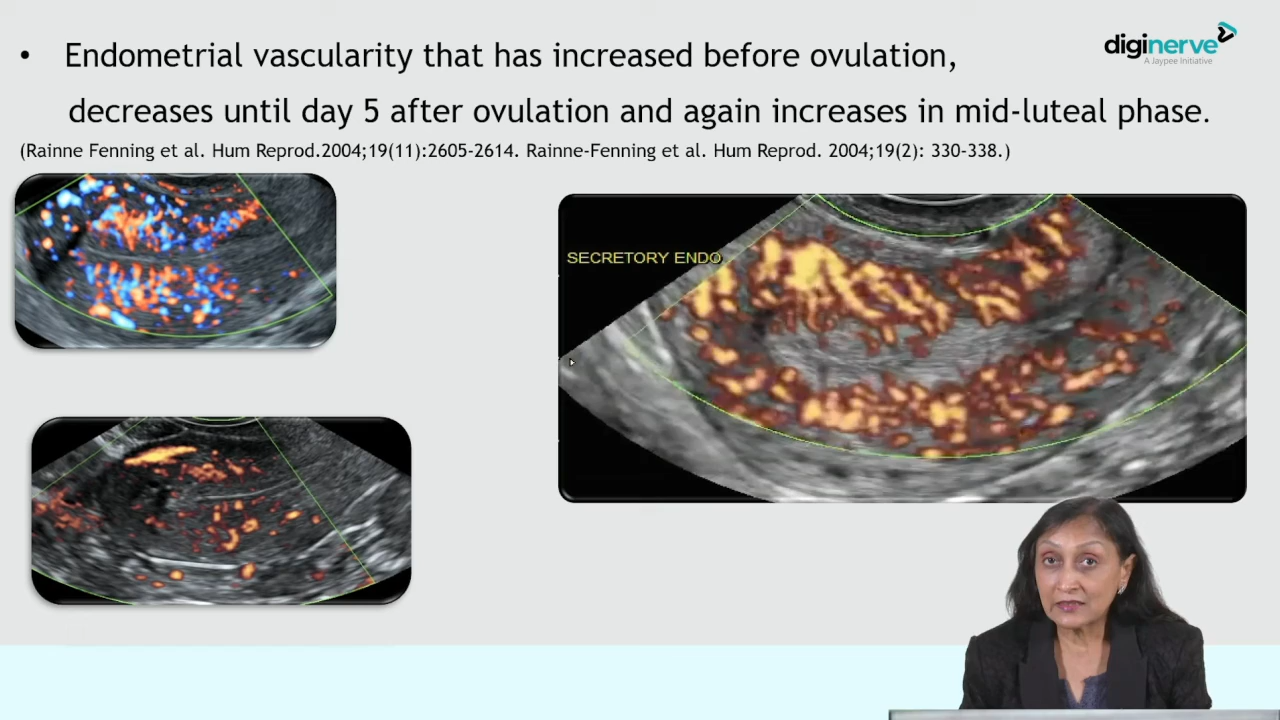 • Endometrial vascularity that has increased before ovulation,
decreases until day 5 after ovulation and again increases in mid-luteal phase.
(Rainne Fenning et al. Hum Reprod.2004;19(11):2605-2614. Rainne-Fenning et al. Hum Reprod. 2004;19(2): 330-338.)
diginerve
A Jaypee Initiative
SECRETORY ENDO